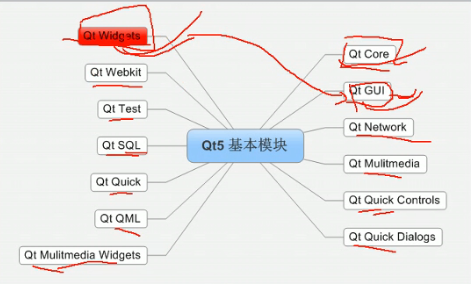 Qt Widgets
Qt Webkit
Qt Test
Qt SQL
Qt Quick
Qt QML
Qt Mulitmedia Widgets
Qt5 基本模块
Qt Core
Qt GUI
Qt Network
Qt Mulitmedia
Qt Quick Controls
Qt Quick Dialogs